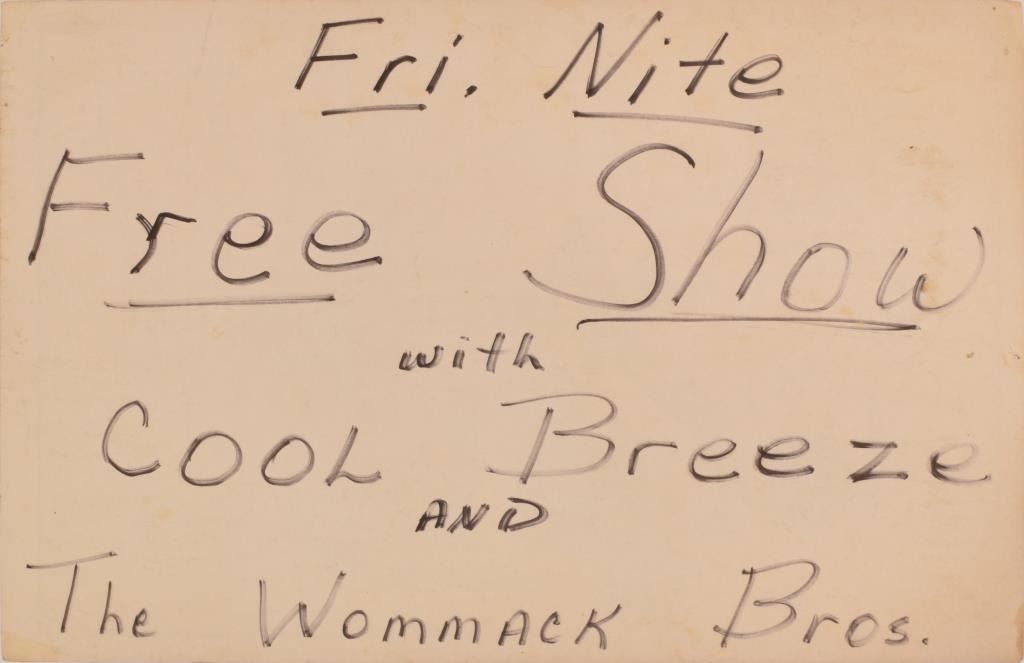 Fri. Nite
Free Show
with
COOL Breeze
AND
The WommACK Bros.